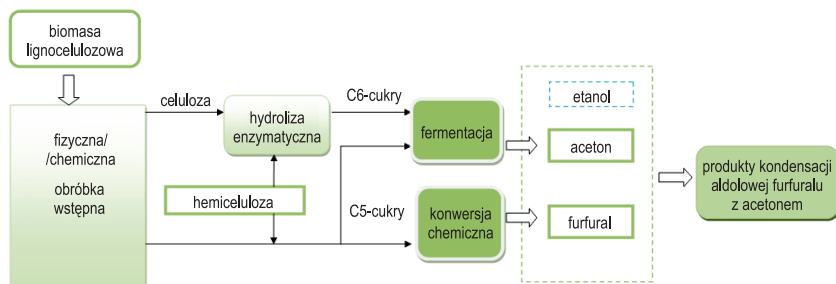 biomasa
lignocelulozowa
fizyczna/
/chemiczna
obróbka
wstępna
celuloza
hydroliza
enzymatyczna
hemiceluloza
C6-cukry
C5-cukry
fermentacja
konwersja
chemiczna
etanol
aceton
furfural
produkty kondensacji
aldolowej furfuralu
z acetonem